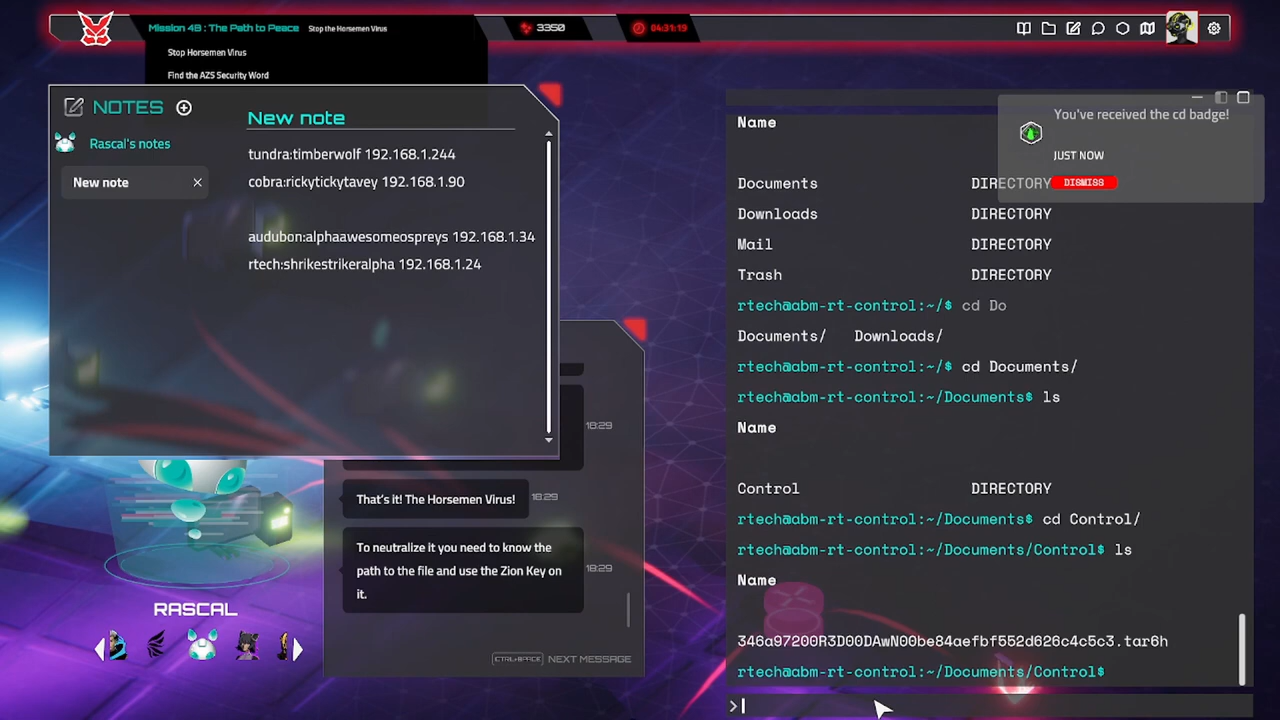 Mission 4B : The Path to Peace Stop the Horsemen Virus
3350
04:31:19
Stop Horsemen Virus
Find the AZS Security Word
NOTES
Rascal's notes
New note
New note
tundra:timberwolf 192.168.1.244
cobra:rickytickytavey 192.168.1.90
audubon:alphaawesomeospreys 192.168.1.34
rtech:shrikestrikeralpha 192.168.1.24
18:29
That's it! The Horsemen Virus!
18:29
To neutralize it you need to know the
path to the file and use the Zion Key on
it.
18:29
CTRL+SPACE NEXT MESSAGE
RASCAL
You've received the cd badge!
JUST NOW
DISMISS
Name
Documents DIRECTORY
Downloads DIRECTORY
Mail DIRECTORY
Trash DIRECTORY
rtech@abm-rt-control:~/$ cd Do
Documents/ Downloads/
rtech@abm-rt-control:~/$ cd Documents/
rtech@abm-rt-control:~/Documents$ ls
Name
Control DIRECTORY
rtech@abm-rt-control:~/Documents$ cd Control/
rtech@abm-rt-control:~/Documents/Control$ ls
Name
346a97200R3D00DAwN00be84aefbf552d626c4c5c3.tar6h
rtech@abm-rt-control:~/Documents/Control$
>